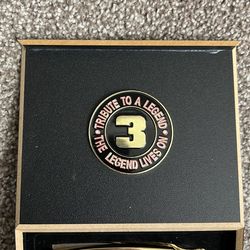 THE TRIBUTE TO A LEGEND
3
LEGEND LIVES ON